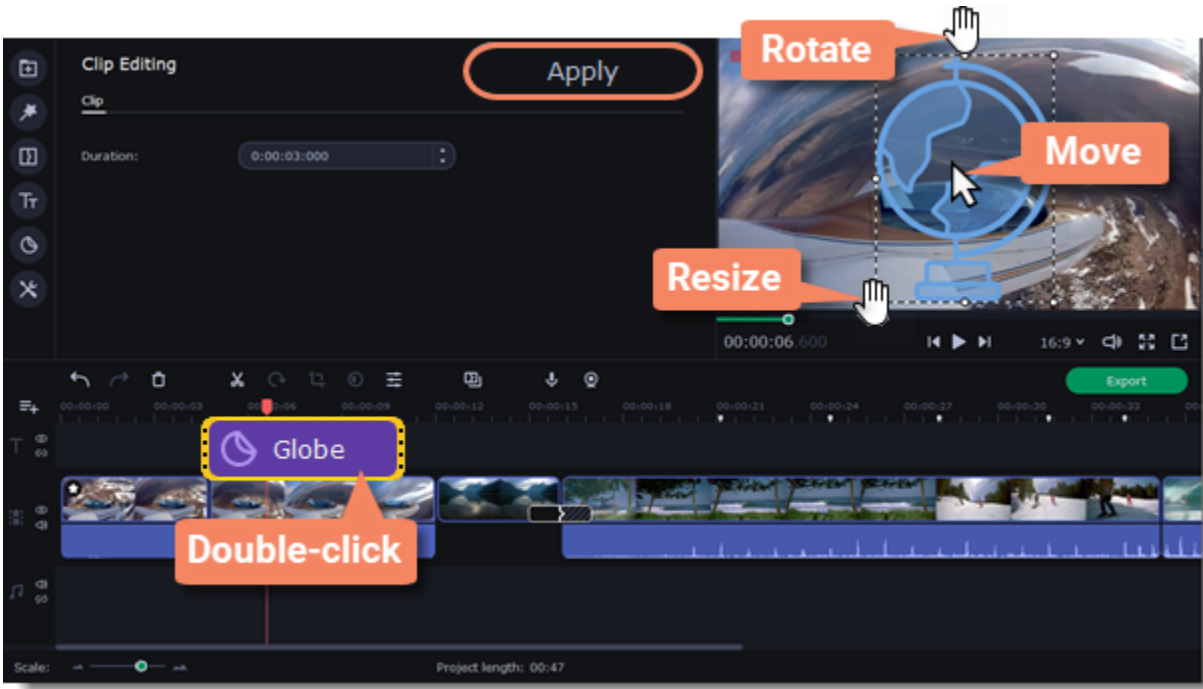 Rotate
Clip Editing
Apply
Clip
Move
Duration:
0:00:03:000
Tт
Resize
00:00:06.600
16:9
Export
00:00:00
00:00:03
00:00:06
00:00:09
00:00:12
00:00:15
00:00:18
00:00:21
00:00:24
00:00:27
00:00:30
00:00:33
T
Globe
Double-click
Scale:
Project length: 00:47